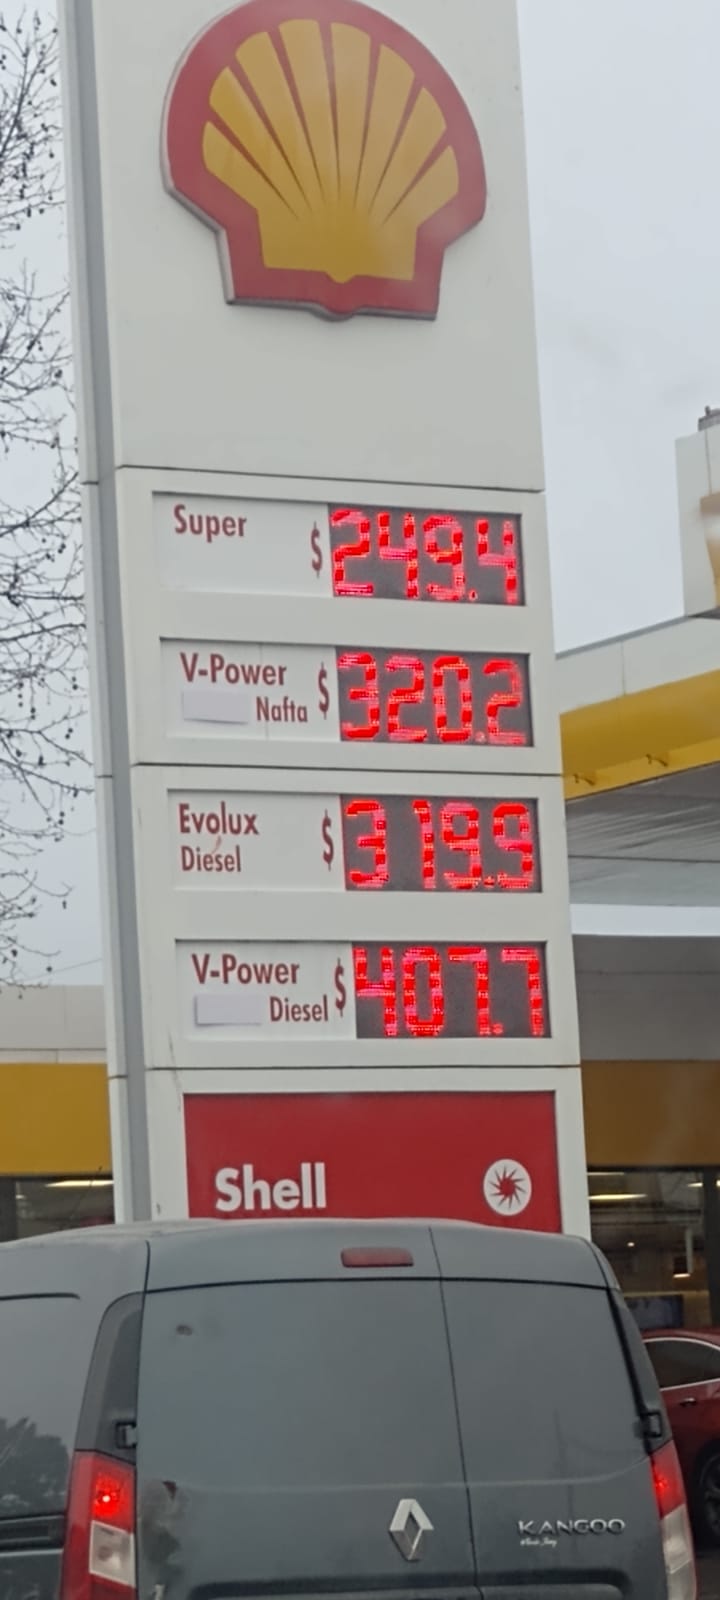 Super $ 249.4
V-Power
Nafta $ 320.2
Evolux
Diesel $ 319.9
V-Power
Diesel $ 407.7
Shell
KANGOO